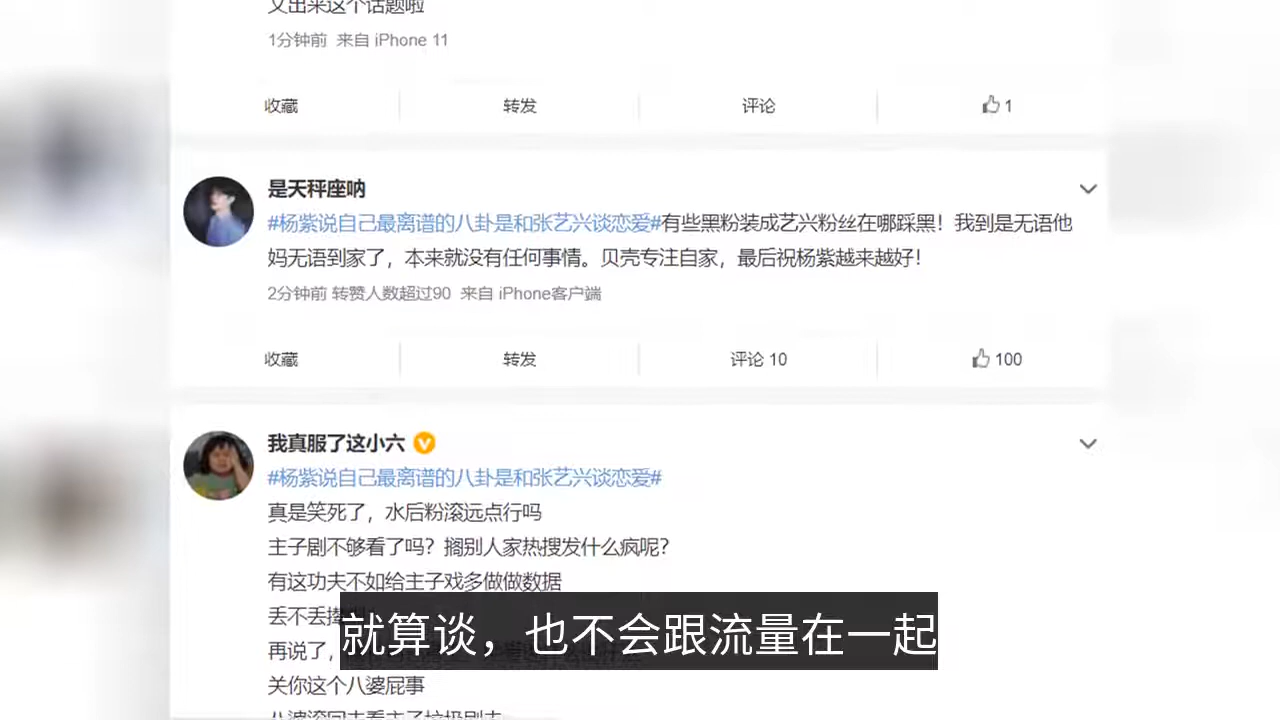 又出来这个话题啦
1分钟前 来自 iPhone 11
收藏 转发 评论 1
是天秤座呐
#杨紫说自己最离谱的八卦是和张艺兴谈恋爱#有些黑粉装成艺兴粉丝在哪踩黑！我到是无语他
妈无语到家了，本来就没有任何事情。贝壳专注自家，最后祝杨紫越来越好！
2分钟前 转赞人数超过90 来自 iPhone客户端
收藏 转发 评论 10 100
我真服了这小六
#杨紫说自己最离谱的八卦是和张艺兴谈恋爱#
真是笑死了，水后粉滚远点行吗
主子剧不够看了吗？搁别人家热搜发什么疯呢？
有这功夫不如给主子戏多做做数据
丢不丢
再说了，
就算谈，也不会跟流量在一起
关你这个八婆屁事